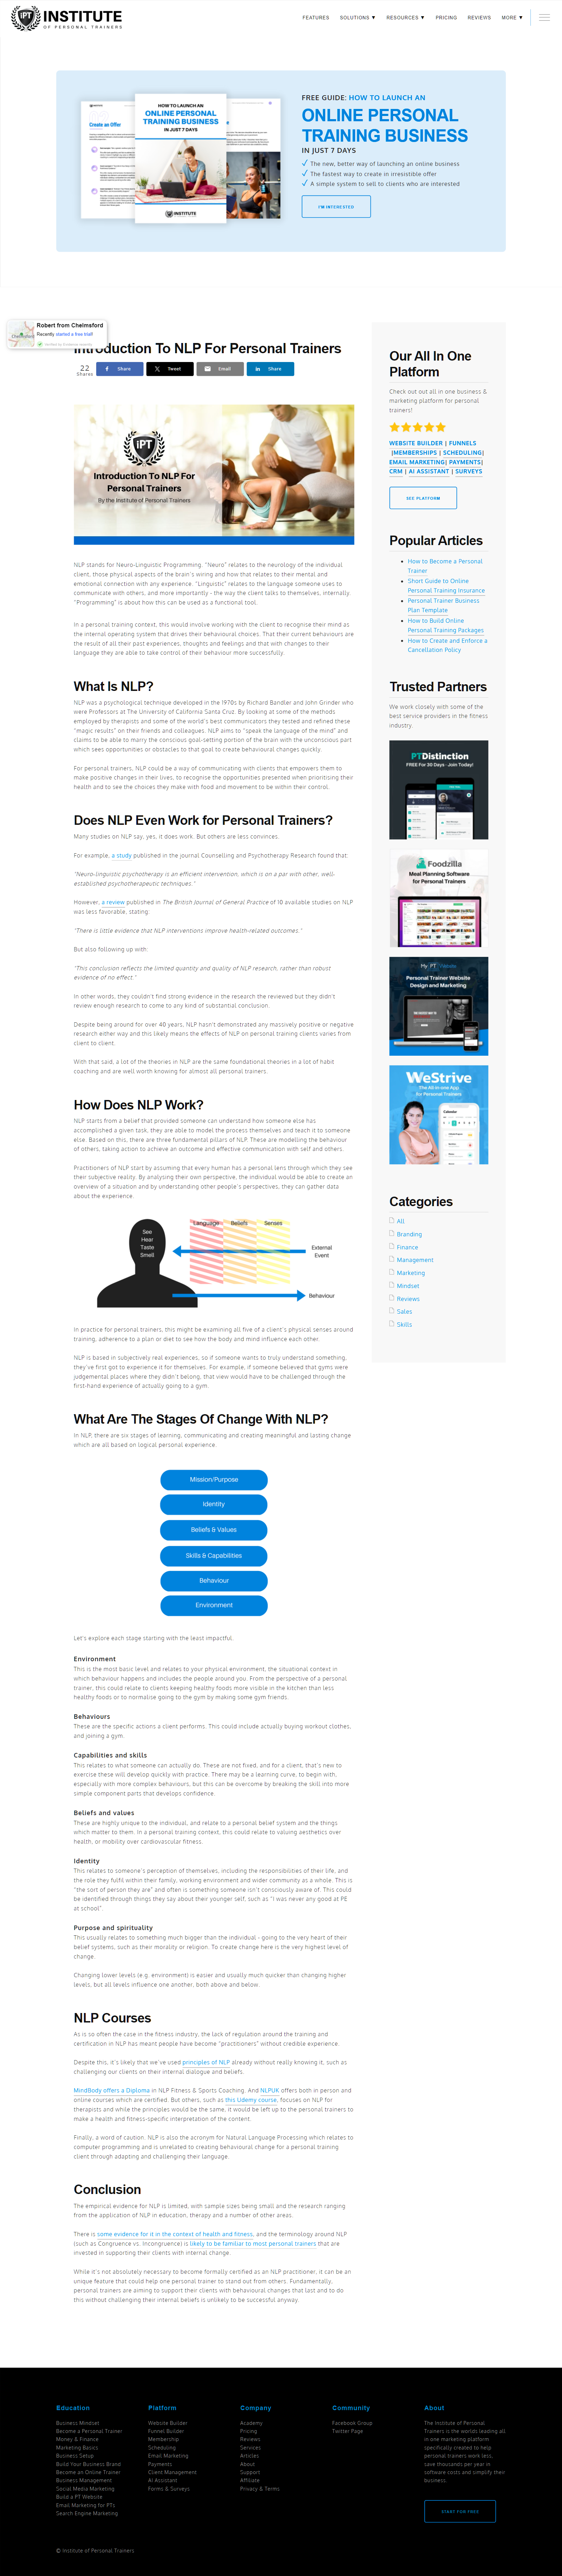 INSTITUTE
OF PERSONAL TRAINERS
FEATURES
SOLUTIONS ▼
RESOURCES ▼
PRICING
REVIEWS
MORE ▼
Create an Offer
HOW TO LAUNCH AN
ONLINE PERSONAL
TRAINING BUSINESS
IN JUST 7 DAYS
INSTITUTE
FREE GUIDE: HOW TO LAUNCH AN
ONLINE PERSONAL
TRAINING BUSINESS
IN JUST 7 DAYS
The new, better way of launching an online business
The fastest way to create in irresistible offer
A simple system to sell to clients who are interested
I'M INTERESTED
Robert from Chelmsford
Recently started a free trial!
Introduction To NLP For Personal Trainers
22
Shares
Share
Tweet
Email
Share
IPT
Introduction To NLP For
Personal Trainers
By the Institute of Personal Trainers
NLP stands for Neuro-Linguistic Programming. "Neuro" relates to the neurology of the individual
client, those physical aspects of the brain's wiring and how that relates to their mental and
emotional connection with any experience. "Linguistic" relates to the language someone uses to
communicate with others, and more importantly - the way the client talks to themselves, internally.
"Programming" is about how this can be used as a functional tool.
In a personal training context, this would involve working with the client to recognise their mind as
the internal operating system that drives their behavioural choices. That their current behaviours are
the result of all their past experiences, thoughts and feelings and that with changes to their
language they are able to take control of their behaviour more successfully.
What Is NLP?
NLP was a psychological technique developed in the 1970s by Richard Bandler and John Grinder who
were Professors at The University of California Santa Cruz. By looking at some of the methods
employed by therapists and some of the world's best communicators they tested and refined these
"magic results" on their friends and colleagues. NLP aims to "speak the language of the mind" and
claims to be able to marry the conscious goal-setting portion of the brain with the unconscious part
which sees opportunities or obstacles to that goal to create behavioural changes quickly.
For personal trainers, NLP could be a way of communicating with clients that empowers them to
make positive changes in their lives, to recognise the opportunities presented when prioritising their
health and to see the choices they make with food and movement to be within their control.
Does NLP Even Work for Personal Trainers?
Many studies on NLP say, yes, it does work. But others are less convinces.
For example, a study published in the journal Counselling and Psychotherapy Research found that:
"Neuro-linguistic psychotherapy is an efficient intervention, which is on a par with other, well-
established psychotherapeutic techniques."
However, a review published in The British Journal of General Practice of 10 available studies on NLP
was less favorable, stating:
"There is little evidence that NLP interventions improve health-related outcomes."
But also following up with:
"This conclusion reflects the limited quantity and quality of NLP research, rather than robust
evidence of no effect."
In other words, they couldn't find strong evidence in the research the reviewed but they didn't
review enough research to come to any kind of substantial conclusion.
Despite being around for over 40 years, NLP hasn't demonstrated any massively positive or negative
research either way and this likely means the effects of NLP on personal training clients varies from
client to client.
With that said, a lot of the theories in NLP are the same foundational theories in a lot of habit
coaching and are well worth knowing for almost all personal trainers.
How Does NLP Work?
NLP starts from a belief that provided someone can understand how someone else has
accomplished a given task, they are then able to model the process themselves and teach it to someone
else. Based on this, there are three fundamental pillars of NLP. These are modelling the behaviour
of others, taking action to achieve an outcome and effective communication with self and others.
Practitioners of NLP start by assuming that every human has a personal lens through which they see
their subjective reality. By analysing their own perspective, the individual would be able to create an
overview of a situation and by understanding other people's perspectives, they can gather data
about the experience.
See
Hear
Taste
Smell
Language
Beliefs
Senses
External
Event
Behaviour
In practice for personal trainers, this might be examining all five of a client's physical senses around
training, adherence to a plan or diet to see how the body and mind influence each other.
NLP is based in subjectively real experiences, so if someone wants to truly understand something,
they've first got to experience it for themselves. For example, if someone believed that gyms were
judgemental places where they didn't belong, that view would have to be challenged through the
first-hand experience of actually going to a gym.
What Are The Stages Of Change With NLP?
In NLP, there are six stages of learning, communicating and creating meaningful and lasting change
which are all based on logical personal experience.
Mission/Purpose
Identity
Beliefs & Values
Skills & Capabilities
Behaviour
Environment
Let's explore each stage starting with the least impactful.
Environment
This is the most basic level and relates to your physical environment, the situational context in
which behaviour happens and includes the people around you. From the perspective of a personal
trainer, this could relate to clients keeping healthy foods more visible in the kitchen than less
healthy foods or to normalise going to the gym by making some gym friends.
Behaviours
These are the specific actions a client performs. This could include actually buying workout clothes,
and joining a gym.
Capabilities and skills
This relates to what someone can actually do. These are not fixed, and for a client, that's new to
exercise these will develop quickly with practice. There may be a learning curve, to begin with,
especially with more complex behaviours, but this can be overcome by breaking the skill into more
simple component parts that develops confidence.
Beliefs and values
These are highly unique to the individual, and relate to a personal belief system and the things
which matter to them. In a personal training context, this could relate to valuing aesthetics over
health, or mobility over cardiovascular fitness.
Identity
This relates to someone's perception of themselves, including the responsibilities of their life, and
the role they fulfil within their family, working environment and wider community as a whole. This is
"the sort of person they are" and often is something someone isn't consciously aware of. This could
be identified through things they say about their younger self, such as "I was never any good at PE
at school".
Purpose and spirituality
This usually relates to something much bigger than the individual - going to the very heart of their
belief systems, such as their morality or religion. To create change here is the very highest level of
change.
Changing lower levels (e.g. environment) is easier and usually much quicker than changing higher
levels, but all levels influence one another, both above and below.
NLP Courses
As is so often the case in the fitness industry, the lack of regulation around the training and
certification in NLP has meant people have become "practitioners" without credible experience.
Despite this, it's likely that we've used principles of NLP already without really knowing it, such as
challenging our clients on their internal dialogue and beliefs.
MindBody offers a Diploma in NLP Fitness & Sports Coaching. And NLPUK offers both in person and
online courses which are certified. But others, such as this Udemy course, focuses on NLP for
therapists and while the principles would be the same, it would be left up to the personal trainers to
make a health and fitness-specific interpretation of the content.
Finally, a word of caution. NLP is also the acronym for Natural Language Processing which relates to
computer programming and is unrelated to creating behavioural change for a personal training
client through adapting and challenging their language.
Conclusion
The empirical evidence for NLP is limited, with sample sizes being small and the research ranging
from the application of NLP in education, therapy and a number of other areas.
There is some evidence for it in the context of health and fitness, and the terminology around NLP
(such as Congruence vs. Incongruence) is likely to be familiar to most personal trainers that are
invested in supporting their clients with internal change.
While it's not absolutely necessary to become formally certified as an NLP practitioner, it can be an
unique feature that could help one personal trainer to stand out from others. Fundamentally,
personal trainers are aiming to support their clients with behavioural changes that last and to do
this without challenging their internal beliefs is unlikely to be successful anyway.
Our All In One
Platform
Check out out all in one business &
marketing platform for personal
trainers!
WEBSITE BUILDER | FUNNELS
|MEMBERSHIPS | SCHEDULING|
EMAIL MARKETING| PAYMENTS|
CRM | AI ASSISTANT | SURVEYS
SEE PLATFORM
Popular Articles
How to Become a Personal
Trainer
Short Guide to Online
Personal Training Insurance
Personal Trainer Business
Plan Template
How to Build Online
Personal Training Packages
How to Create and Enforce a
Cancellation Policy
Trusted Partners
We work closely with some of the
best service providers in the fitness
industry.
PTDistinction
FREE For 30 Days - Join Today!
Foodzilla
Meal Planning Software
for Personal Trainers
My PT Website
Personal Trainer Website
Design and Marketing
WeStrive
The All-in-one App
for Personal Trainers
Calendar
Categories
All
Branding
Finance
Management
Marketing
Mindset
Reviews
Sales
Skills
Education
Business Mindset
Become a Personal Trainer
Money & Finance
Marketing Basics
Business Setup
Build Your Business Brand
Become an Online Trainer
Business Management
Social Media Marketing
Build a PT Website
Email Marketing for PTs
Search Engine Marketing
Platform
Website Builder
Funnel Builder
Membership
Scheduling
Email Marketing
Payments
Client Management
AI Assistant
Forms & Surveys
Company
Academy
Pricing
Reviews
Services
Articles
About
Support
Affiliate
Privacy & Terms
Community
Facebook Group
Twitter Page
About
The Institute of Personal
Trainers is the worlds leading all
in one marketing platform
specifically created to help
personal trainers work less,
save thousands per year in
software costs and simplify their
business.
START FOR FREE
© Institute of Personal Trainers